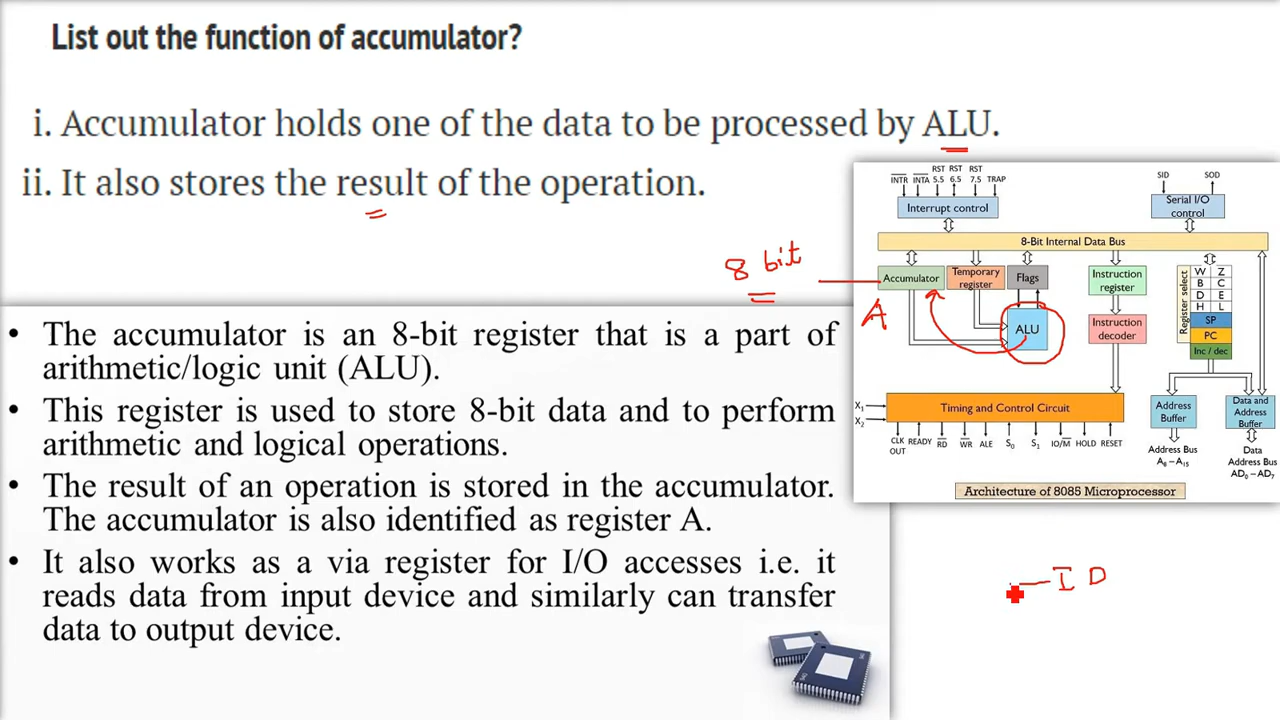 List out the function of accumulator?
i. Accumulator holds one of the data to be processed by ALU.
ii. It also stores the result of the operation.
8 bit
A
• The accumulator is an 8-bit register that is a part of
arithmetic/logic unit (ALU).
• This register is used to store 8-bit data and to perform
arithmetic and logical operations.
• The result of an operation is stored in the accumulator.
The accumulator is also identified as register A.
• It also works as a via register for I/O accesses i.e. it
reads data from input device and similarly can transfer
data to output device.
RST RST RST
INTR INTA 5.5 6.5 7.5 TRAP
SID SOD
Interrupt control
Serial I/O
control
8-Bit Internal Data Bus
Accumulator
Temporary
register
Flags
Instruction
register
Register select
W Z
B C
D E
H L
SP
PC
Inc / dec
ALU
Instruction
decoder
X1
X2
Timing and Control Circuit
CLK
OUT
READY RD WR ALE S0 S1 IO/M HOLD RESET
Address
Buffer
Data and
Address
Buffer
Address Bus
A8 – A15
Data
Address Bus
AD0 – AD7
Architecture of 8085 Microprocessor
I D